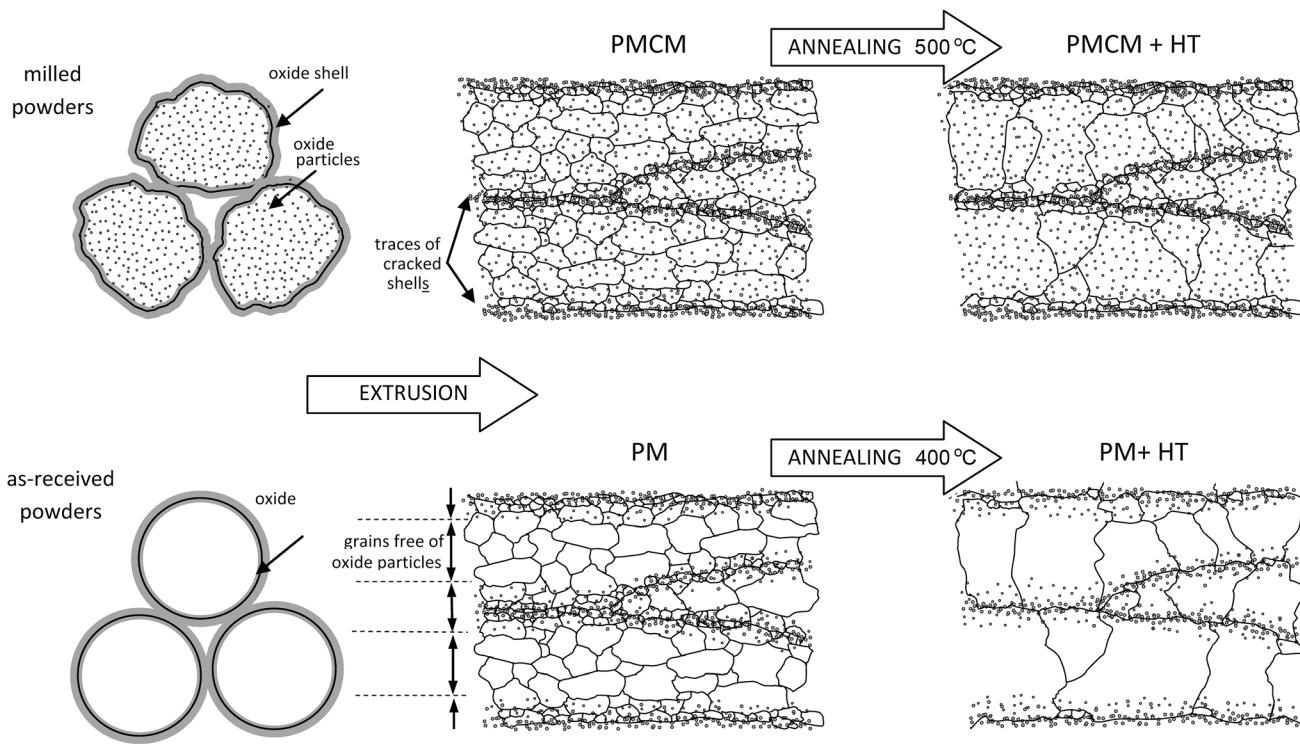 milled
powders
oxide shell
oxide
particles
PMCM
ANNEALING 500 °C
PMCM + HT
traces of
cracked
shells
EXTRUSION
as-received
powders
oxide
PM
ANNEALING 400 °C
PM+ HT
grains free of
oxide particles